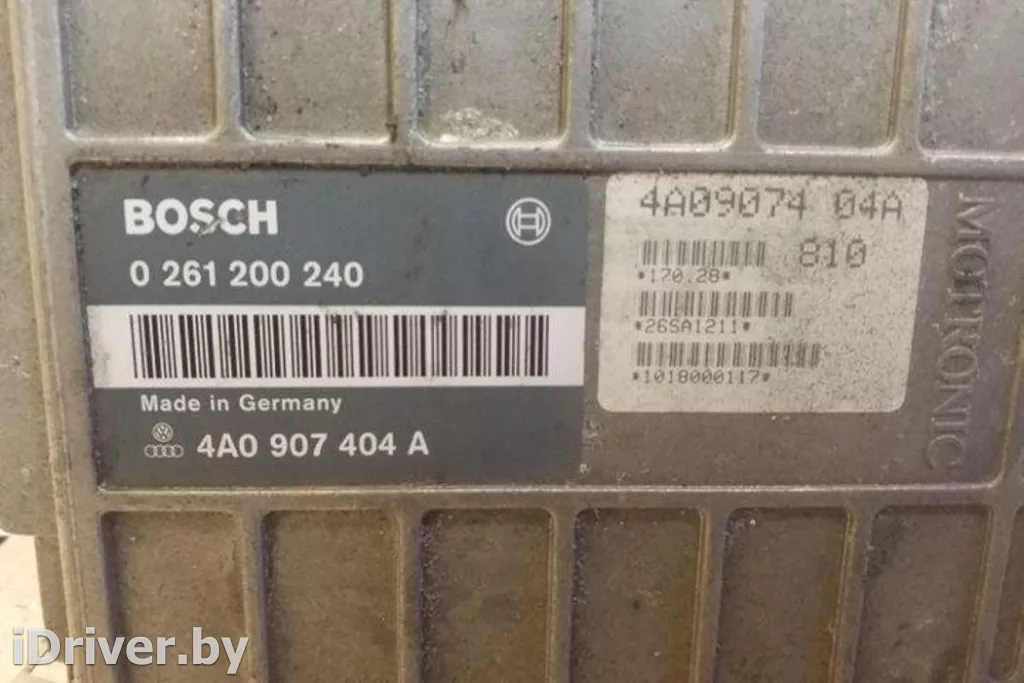 BOSCH
0 261 200 240
Made in Germany
4A0 907 404 A
4A09074 04A
810
*170.28*
*26SA1211*
*1018000117*
MOTRONIC
iDriver.by